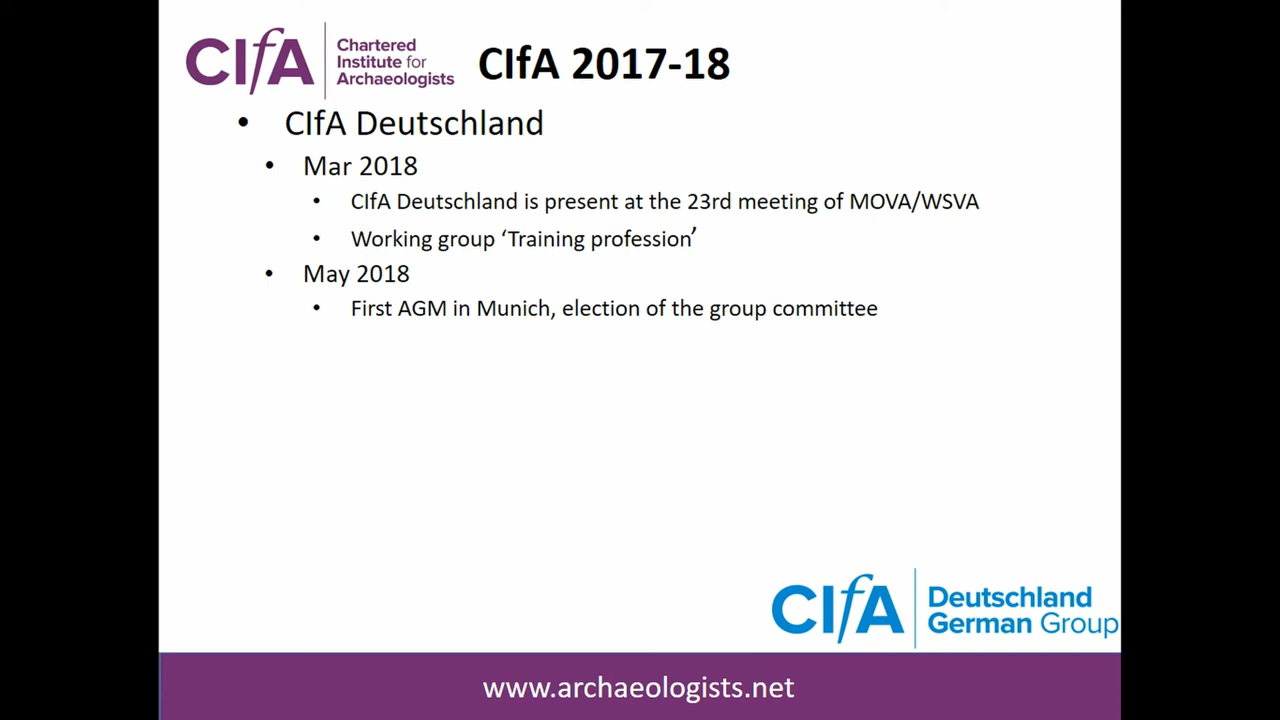 CIfA
Chartered
Institute for
Archaeologists
CIfA 2017-18
• CIfA Deutschland
• Mar 2018
• CIfA Deutschland is present at the 23rd meeting of MOVA/WSVA
• Working group ‘Training profession’
• May 2018
• First AGM in Munich, election of the group committee
CIfA
Deutschland
German Group
www.archaeologists.net